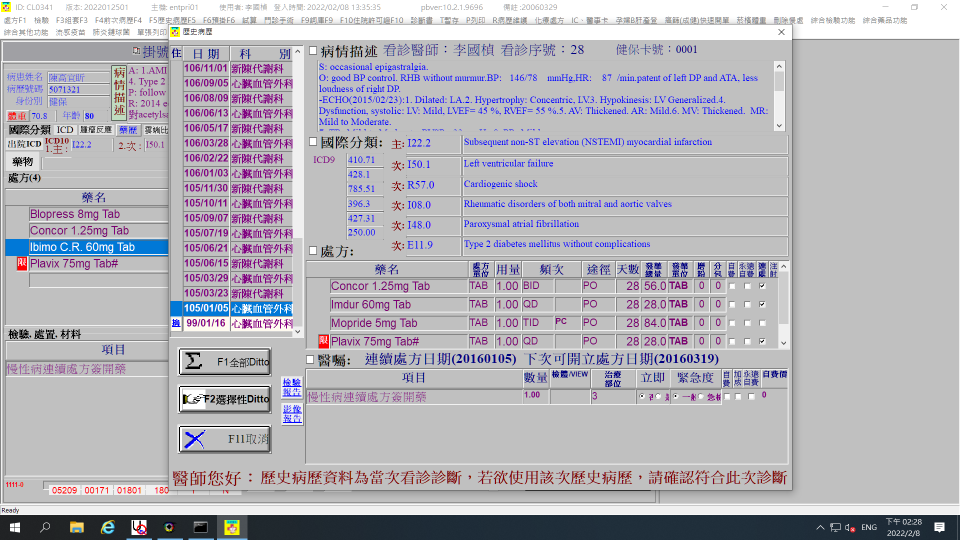 ID: CL0341 版本: 2022012501 主機: entpri01 使用者: 李國楨 登入時間: 2022/02/08 13:35:35 pbver:10.2.1.9696 備註:20060329
處方F1 檢驗 F3組套F3 F4前次病歷F4 F5歷史病歷F5 F6預掛F6 試算 門診手術 F9詞庫F9 F10住院許可證F10 診斷書 T暫存 P列印 R病歷維護 化療處方 IC、醫事卡 孕婦B肝產登 高篩(或健)快速開單 菸檳鐵重 刪除優處 綜合檢驗功能 綜合藥品功能
綜合其他功能 流感疫苗 篩炎鏈球菌 單張列印
歷史病歷
掛號
病患姓名 陳高宜昕
病歷號碼 5071321
身份別 健保
體重 70.8 年齡 80
病情描述
A: 1.AMI
4. Type 2
P: follow
R: 2014 e
對acetylsa
國際分類 ICD 腫瘤反應 藥歷
出院ICD ICD10
1.主: I22.2 2.次: I50.1
藥物
處方(4)
藥名
Blopress 8mg Tab
Concor 1.25mg Tab
Ibimo C.R. 60mg Tab
限 Plavix 75mg Tab#
檢驗, 處置, 材料
項目
慢性病連續處方簽開藥
1111-0
05209 00171 01801 180
住 日期 科別
106/11/01 新陳代謝科
106/09/05 心臟血管外科
106/08/09 新陳代謝科
106/06/13 心臟血管外科
106/05/17 新陳代謝科
106/03/28 心臟血管外科
106/02/22 新陳代謝科
106/01/03 心臟血管外科
105/11/30 新陳代謝科
105/10/11 心臟血管外科
105/09/07 新陳代謝科
105/07/19 心臟血管外科
105/06/21 心臟血管外科
105/06/15 新陳代謝科
105/03/29 心臟血管外科
105/03/23 新陳代謝科
105/01/05 心臟血管外科
99/01/16 心臟血管外科
F1全部Ditto
F2選擇性Ditto
F11取消
檢驗報告
影像報告
病情描述 看診醫師：李國楨 看診序號：28 健保卡號：0001
S: occasional epigastralgia.
O: good BP control. RHB without murmur.BP: 146/78 mmHg,HR: 87 /min.patent of left DP and ATA, less
loudness of right DP.
-ECHO(2015/02/23):1. Dilated: LA.2. Hypertrophy: Concentric, LV.3. Hypokinesis: LV Generalized.4.
Dysfunction, systolic: LV: Mild, LVEF= 45 %, RVEF= 55 %.5. AV: Thickened. AR: Mild.6. MV: Thickened. MR:
Mild to Moderate.
國際分類: 主: I22.2 Subsequent non-ST elevation (NSTEMI) myocardial infarction
ICD9 410.71 次: I50.1 Left ventricular failure
428.1
785.51 次: R57.0 Cardiogenic shock
396.3 次: I08.0 Rheumatic disorders of both mitral and aortic valves
427.31 次: I48.0 Paroxysmal atrial fibrillation
250.00 次: E11.9 Type 2 diabetes mellitus without complications
處方:
藥名 處方單位 用量 頻次 途徑 天數 發藥總量 發藥單位 磨粉 分包 自費 永遠自費 連處 註計
Concor 1.25mg Tab TAB 1.00 BID PO 28 56.0 TAB 0 0
Imdur 60mg Tab TAB 1.00 QD PO 28 28.0 TAB 0 0
Mopride 5mg Tab TAB 1.00 TID PC PO 28 84.0 TAB 0 0
限 Plavix 75mg Tab# TAB 1.00 QD PO 28 28.0 TAB 0 0
醫囑: 連續處方日期(20160105) 下次可開立處方日期(20160319)
項目 數量 檢體/VIEW 治療部位 立即 緊急度 自費 加成 永遠自費 自費價
慢性病連續處方簽開藥 1.00 3 一般 急檢 0
醫師您好：歷史病歷資料為當次看診診斷，若欲使用該次歷史病歷，請確認符合此次診斷
Ready
ENG 下午 02:28
2022/2/8